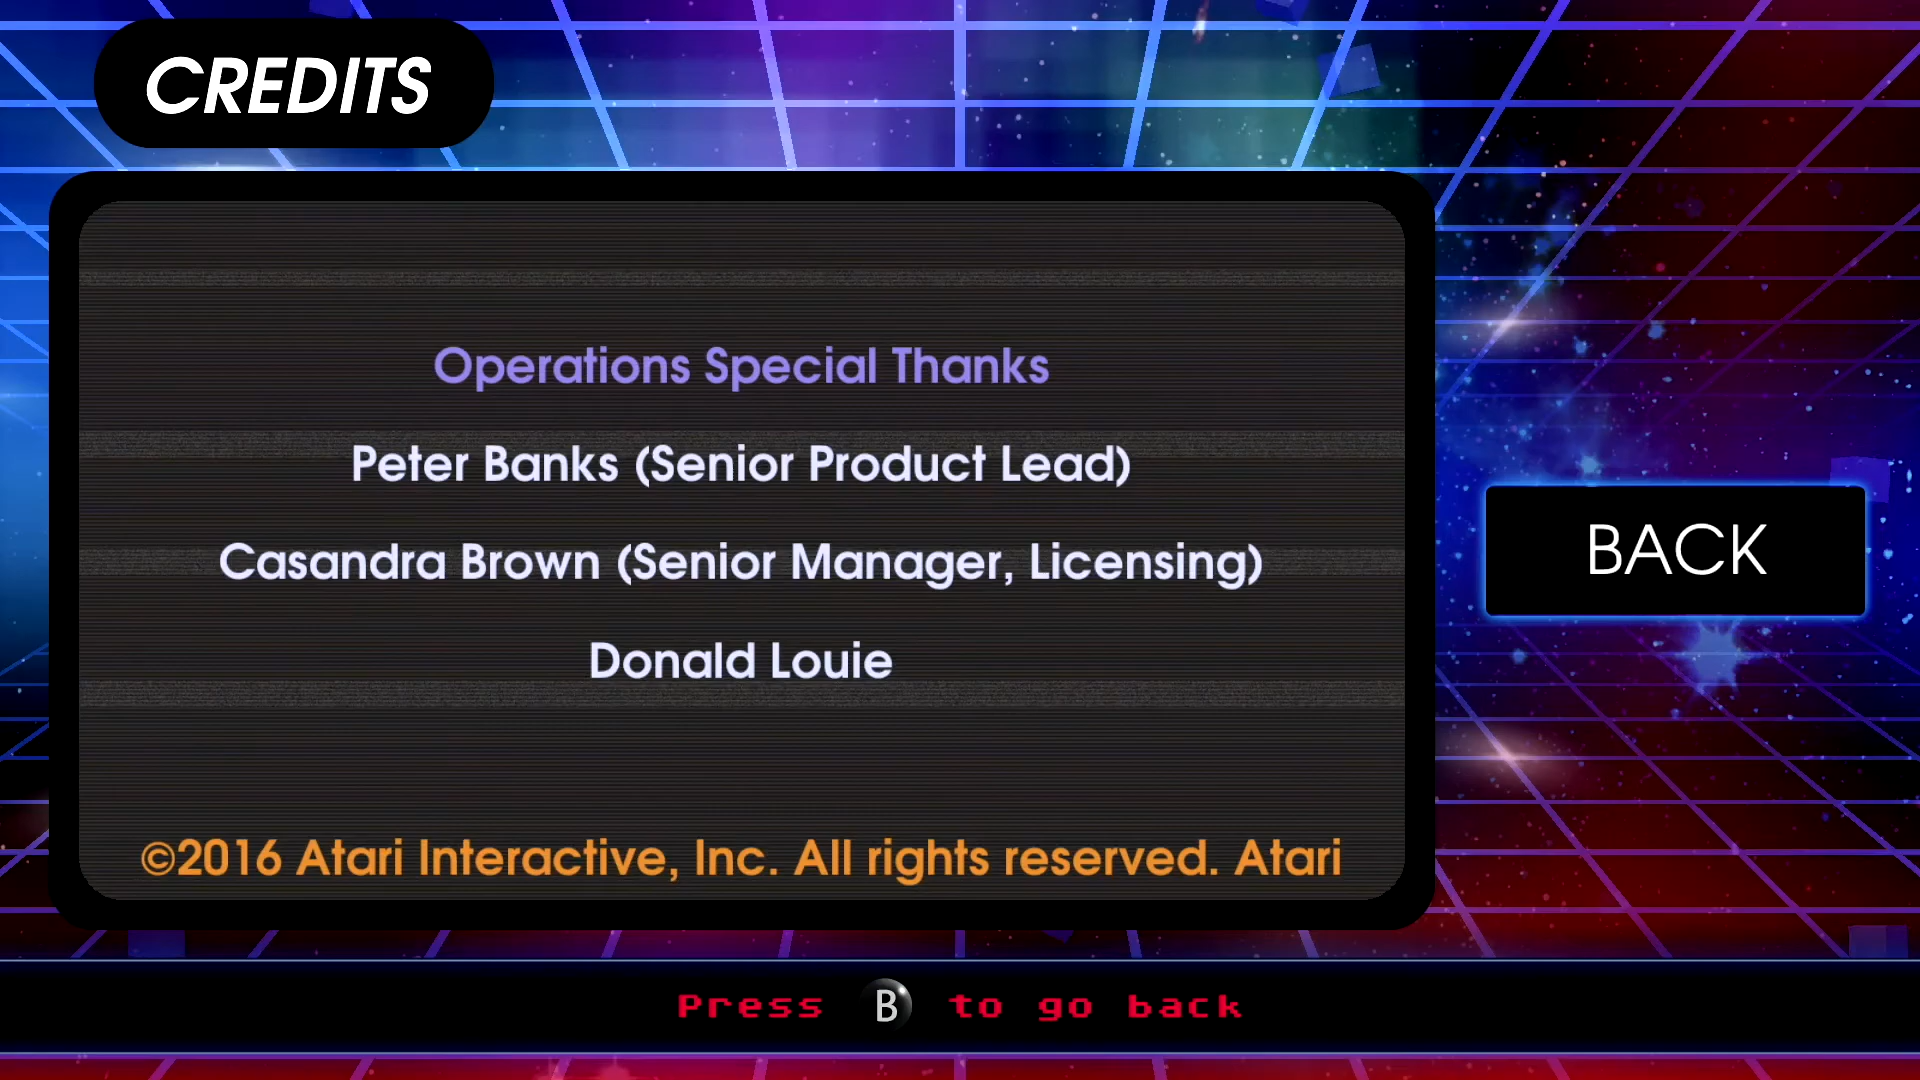 CREDITS
Operations Special Thanks
Peter Banks (Senior Product Lead)
Casandra Brown (Senior Manager, Licensing)
Donald Louie
©2016 Atari Interactive, Inc. All rights reserved. Atari
BACK
Press B to go back